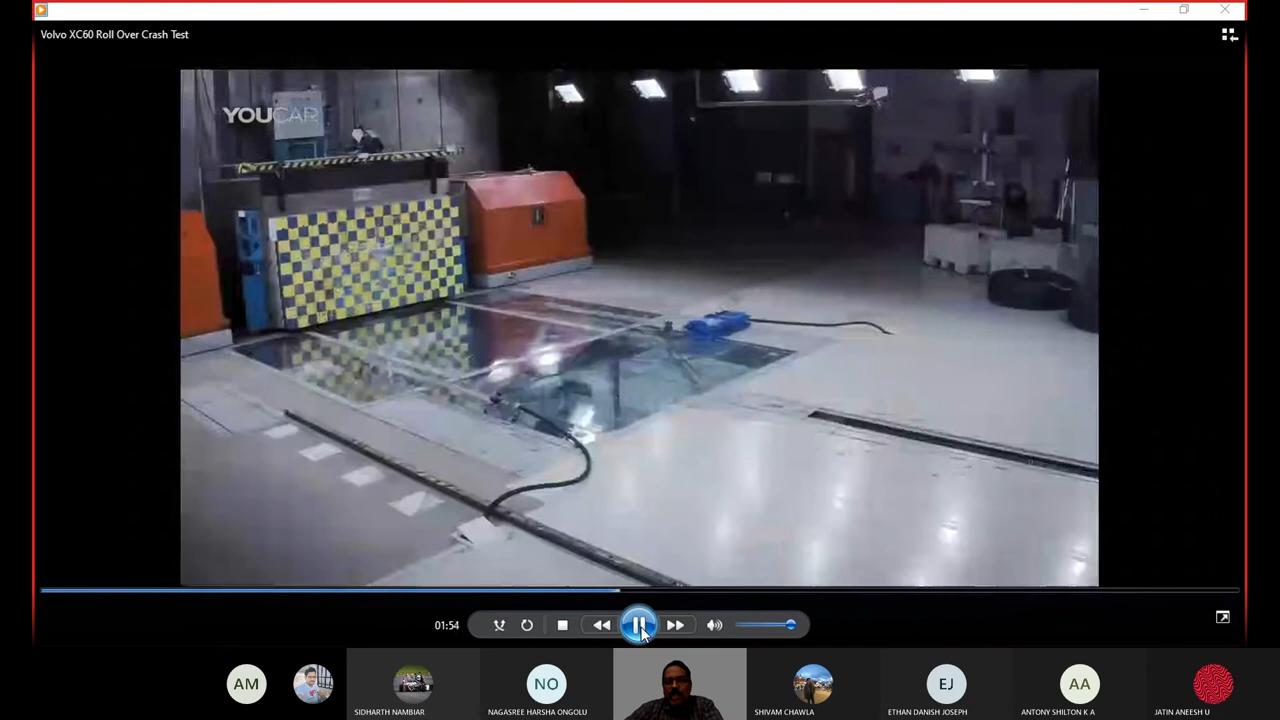 Volvo XC60 Roll Over Crash Test
YOUCAR
01:54
AM
NO
EJ
AA
SIDHARTH NAMBIAR
NAGASREE HARSHA ONGOLU
SHIVAM CHAWLA
ETHAN DANISH JOSEPH
ANTONY SHILTON K A
JATIN ANEESH U